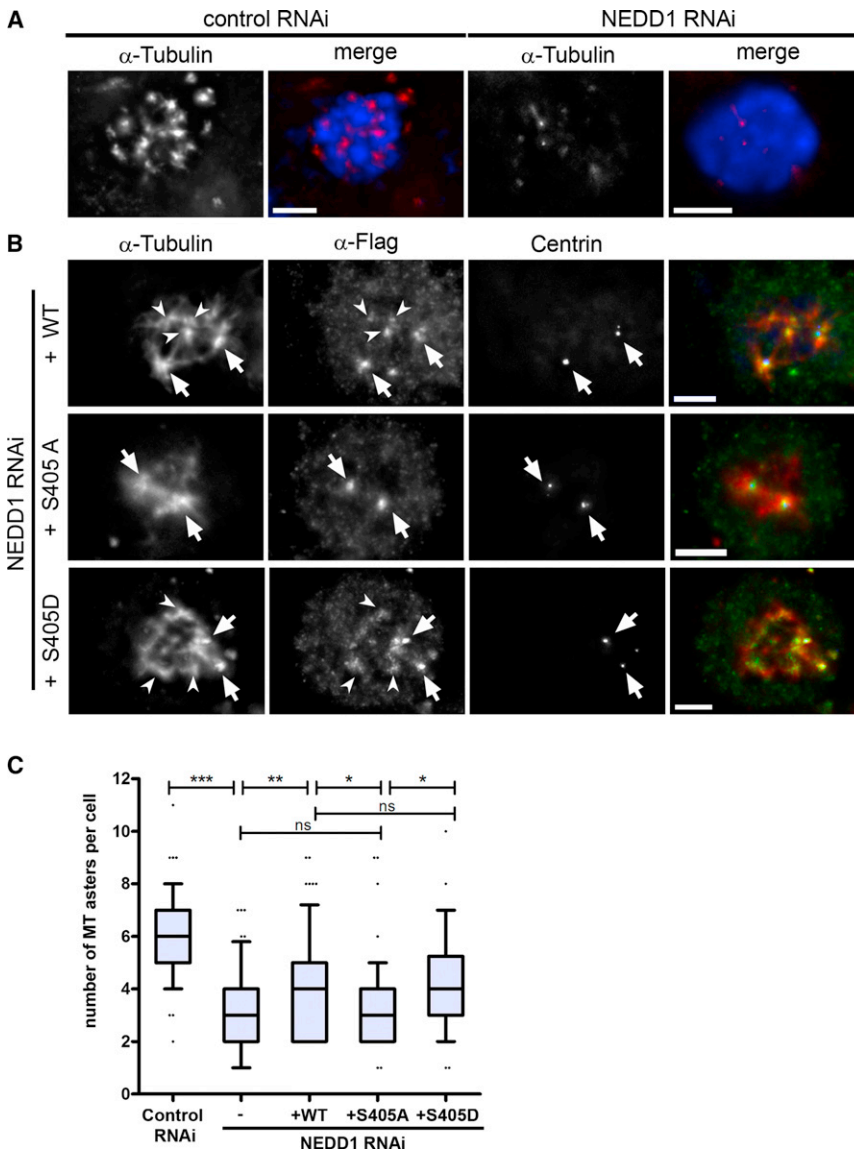 A
control RNAi NEDD1 RNAi
α-Tubulin merge α-Tubulin merge
B
α-Tubulin α-Flag Centrin
NEDD1 RNAi
+ WT
+ S405 A
+ S405D
C
number of MT asters per cell
12
10
8
6
4
2
0
*** ** * *
ns
ns
Control RNAi - +WT +S405A +S405D
NEDD1 RNAi